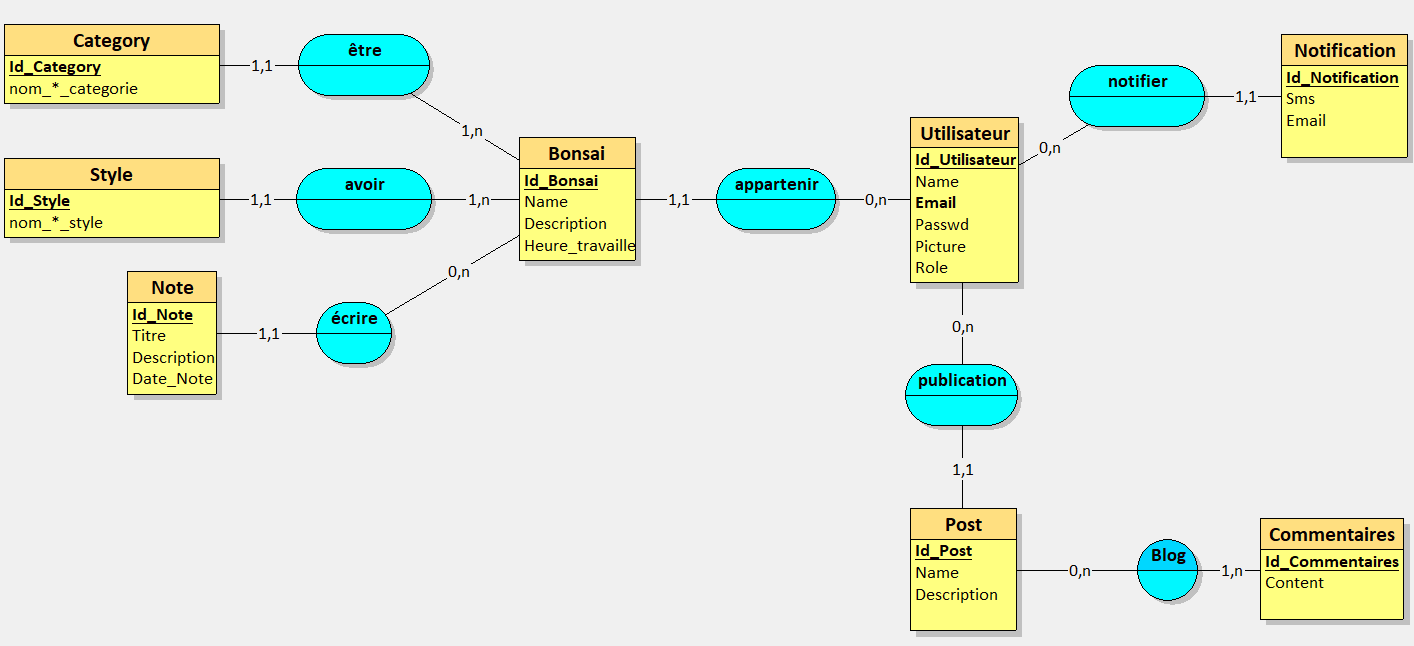 Category
Id_Category
nom_*_categorie
1,1
être
1,n
Style
Id_Style
nom_*_style
1,1
avoir
1,n
Note
Id_Note
Titre
Description
Date_Note
1,1
écrire
0,n
Bonsai
Id_Bonsai
Name
Description
Heure_travaille
1,1
appartenir
0,n
Utilisateur
Id_Utilisateur
Name
Email
Passwd
Picture
Role
0,n
notifier
1,1
Notification
Id_Notification
Sms
Email
0,n
publication
1,1
Post
Id_Post
Name
Description
0,n
Blog
1,n
Commentaires
Id_Commentaires
Content